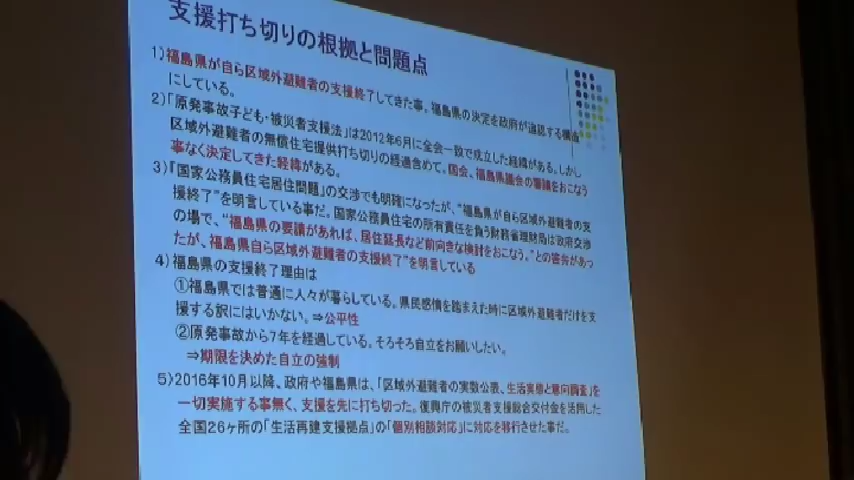 支援打ち切りの根拠と問題点
1)福島県が自ら区域外避難者の支援終了してきた事。福島県の決定を政府が追認する構造
にしている。
2)「原発事故子ども・被災者支援法」は2012年6月に全会一致で成立した経緯がある。しかし
区域外避難者の無償住宅提供打ち切りの経過含めて、国会、福島県議会の審議をおこなう
事なく決定してきた経緯がある。
3)「国家公務員住宅居住問題」の交渉でも明確になったが、“福島県が自ら区域外避難者の支
援終了”を明言している事だ。国家公務員住宅の所有責任を負う財務省理財局は政府交渉
の場で、“福島県の要請があれば、居住延長など前向きな検討をおこなう。”との答弁があっ
たが、福島県自ら区域外避難者の支援終了”を明言している
4)福島県の支援終了理由は
①福島県では普通に人々が暮らしている。県民感情を踏まえた時に区域外避難者だけを支
援する訳にはいかない。⇒公平性
②原発事故から7年を経過している。そろそろ自立をお願いしたい。
⇒期限を決めた自立の強制
5)2016年10月以降、政府や福島県は、「区域外避難者の実数公表、生活実態と意向調査」を
一切実施する事無く、支援を先に打ち切った。復興庁の被災者支援総合交付金を活用した
全国26ヶ所の「生活再建支援拠点」の「個別相談対応」に対応を移行させた事だ。